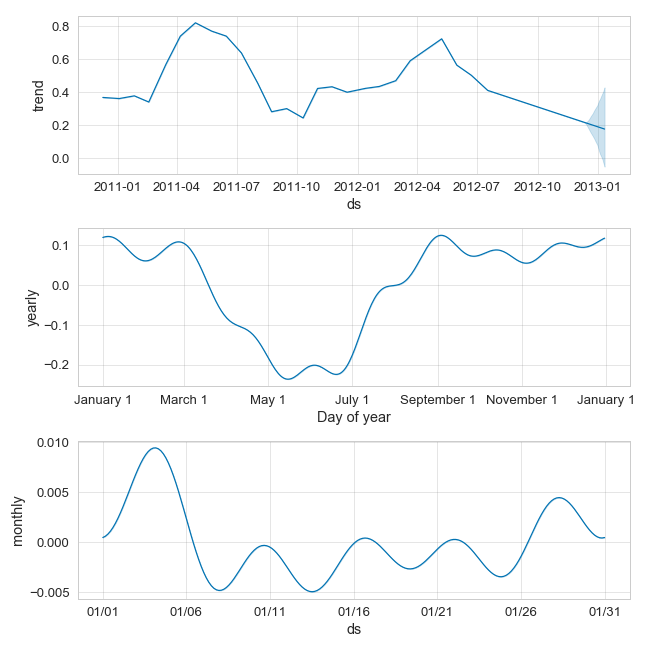 0.8
0.6
0.4
0.2
0.0
trend
2011-01 2011-04 2011-07 2011-10 2012-01 2012-04 2012-07 2012-10 2013-01
ds
0.1
0.0
−0.1
−0.2
yearly
January 1 March 1 May 1 July 1 September 1 November 1 January 1
Day of year
0.010
0.005
0.000
−0.005
monthly
01/01 01/06 01/11 01/16 01/21 01/26 01/31
ds